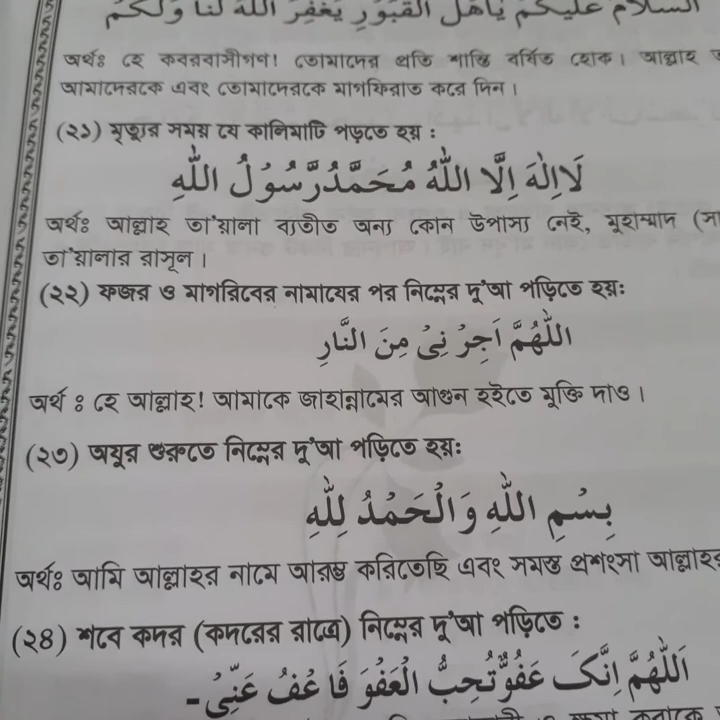 السلام عليكم ياهل القبور يغفر الله لنا ولكم
অর্থঃ হে কবরবাসীগণ! তোমাদের প্রতি শান্তি বর্ষিত হোক। আল্লাহ
আমাদেরকে এবং তোমাদেরকে মাগফিরাত করে দিন।
(২১) মৃত্যুর সময় যে কালিমাটি পড়তে হয় :
لَا اِلٰهَ اِلَّا اللّٰهُ مُحَمَّدُ رَّسُوْلُ اللّٰهِ
অর্থঃ আল্লাহ তা'য়ালা ব্যতীত অন্য কোন উপাস্য নেই, মুহাম্মাদ (সা
তা'য়ালার রাসূল।
(২২) ফজর ও মাগরিবের নামাযের পর নিম্নের দু'আ পড়িতে হয়ঃ
اَللّٰهُمَّ اَجِرْ نِىْ مِنَ النَّارِ
অর্থ ঃ হে আল্লাহ! আমাকে জাহান্নামের আগুন হইতে মুক্তি দাও।
(২৩) অযুর শুরুতে নিম্নের দু'আ পড়িতে হয়ঃ
بِسْمِ اللّٰهِ وَالْحَمْدُ لِلّٰهِ
অর্থঃ আমি আল্লাহর নামে আরম্ভ করিতেছি এবং সমস্ত প্রশংসা আল্লাহর
(২৪) শবে কদর (কদরের রাত্রে) নিম্নের দু'আ পড়িতে :
اَللّٰهُمَّ اِنَّكَ عَفُوٌّ تُحِبُّ الْعَفْوَ فَا عْفُ عَنِّىْ-